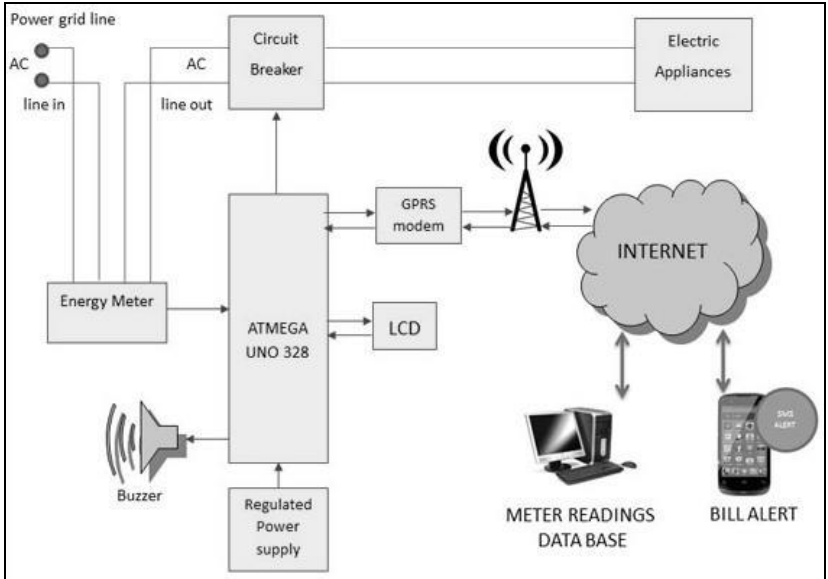 Power grid line
AC
line in
AC
line out
Circuit
Breaker
Electric
Appliances
GPRS
modem
INTERNET
Energy Meter
ATMEGA
UNO 328
LCD
Buzzer
Regulated
Power
supply
SMS
ALERT
METER READINGS
DATA BASE
BILL ALERT